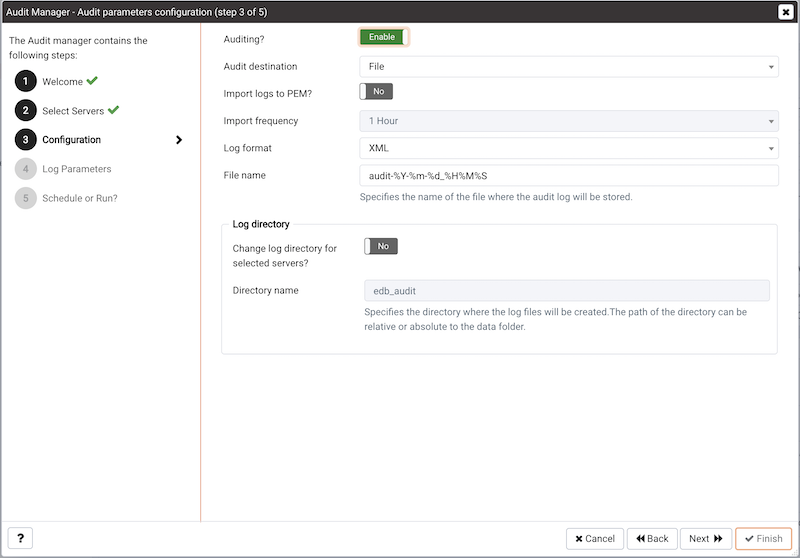 Audit Manager - Audit parameters configuration (step 3 of 5)
The Audit manager contains the
following steps:
1 Welcome
2 Select Servers
3 Configuration
4 Log Parameters
5 Schedule or Run?
Auditing? Enable
Audit destination File
Import logs to PEM? No
Import frequency 1 Hour
Log format XML
File name audit-%Y-%m-%d_%H%M%S
Specifies the name of the file where the audit log will be stored.
Log directory
Change log directory for
selected servers?
No
Directory name edb_audit
Specifies the directory where the log files will be created.The path of the directory can be
relative or absolute to the data folder.
? Cancel Back Next Finish